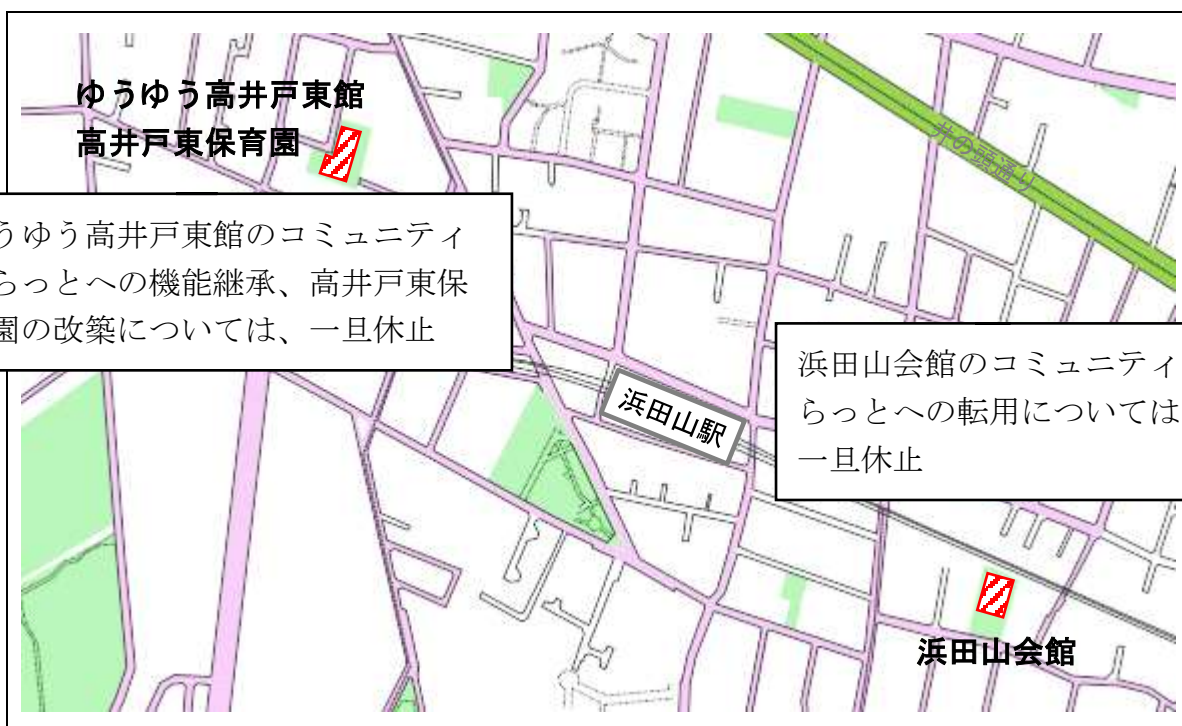 ゆうゆう高井戸東館
高井戸東保育園
井の頭通り
うゆう高井戸東館のコミュニティ
らっとへの機能継承、高井戸東保
園の改築については、一旦休止
浜田山駅
浜田山会館のコミュニティ
らっとへの転用については
一旦休止
浜田山会館